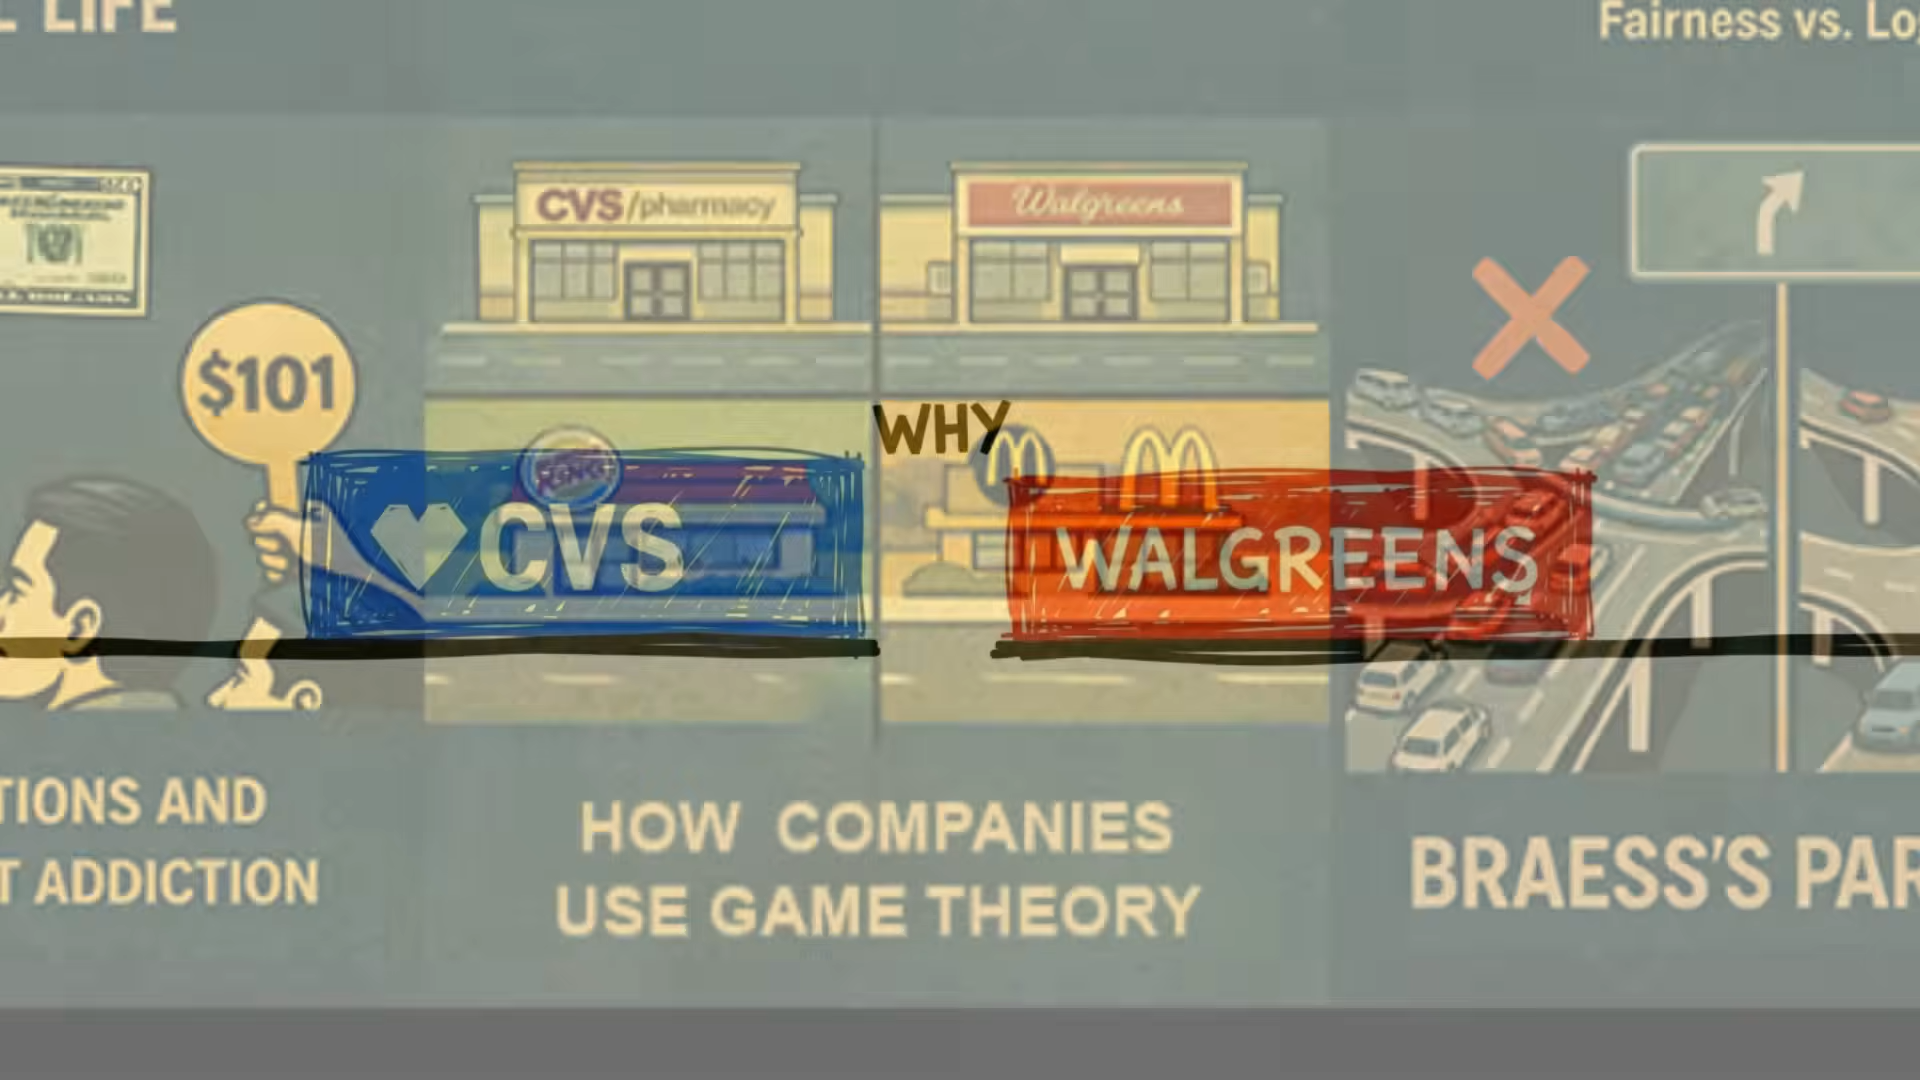 L LIFE
Fairness vs. Lo
CVS/pharmacy
Walgreens
$101
WHY
KING
CVS
WALGREENS
TIONS AND
T ADDICTION
HOW COMPANIES
USE GAME THEORY
BRAESS'S PAR